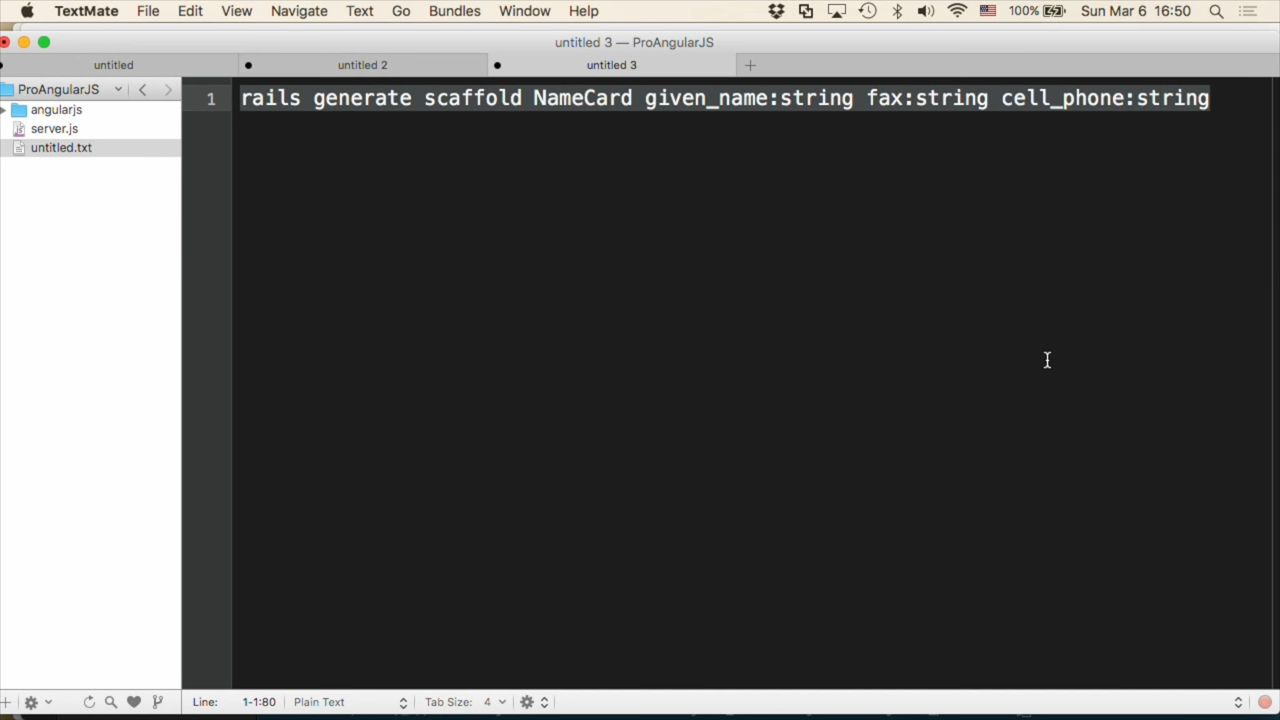 TextMate File Edit View Navigate Text Go Bundles Window Help 100% Sun Mar 6 16:50
untitled 3 — ProAngularJS
untitled untitled 2 untitled 3
ProAngularJS
angularjs
server.js
untitled.txt
1 rails generate scaffold NameCard given_name:string fax:string cell_phone:string
Line: 1-1:80 Plain Text Tab Size: 4